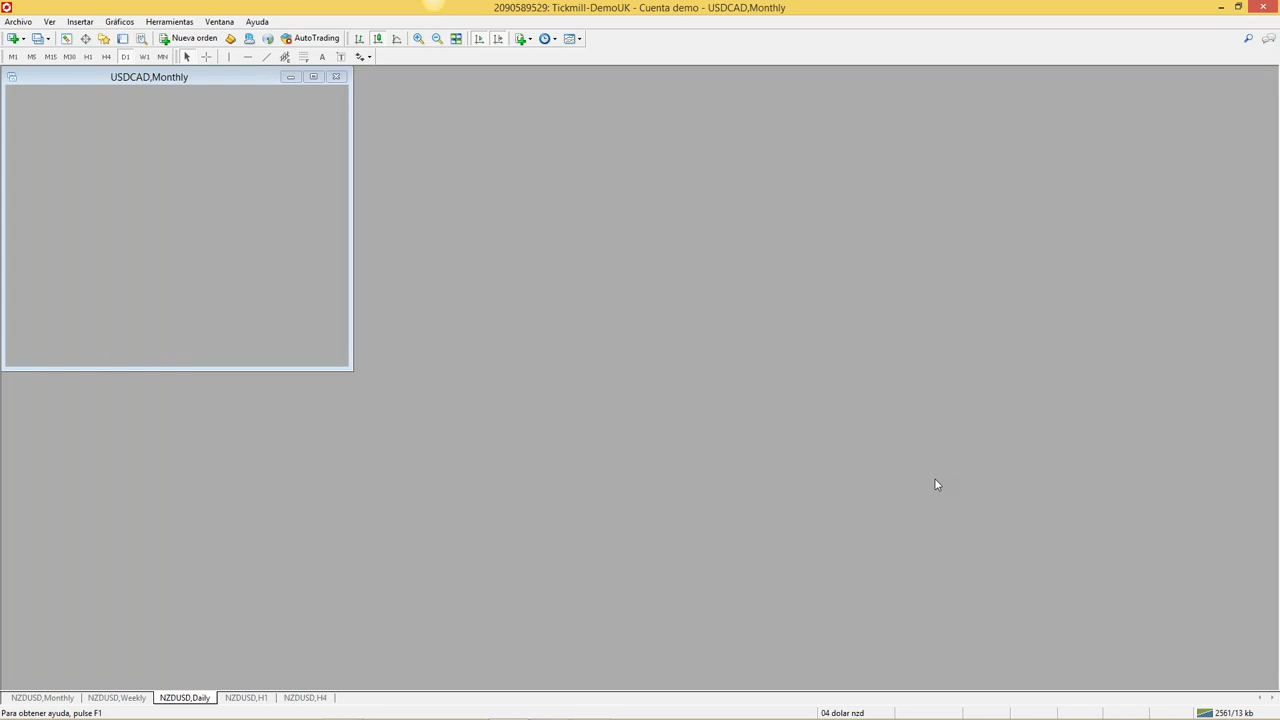 2090589529: Tickmill-DemoUK - Cuenta demo - USDCAD,Monthly
Archivo Ver Insertar Gráficos Herramientas Ventana Ayuda
Nueva orden AutoTrading
M1 M5 M15 M30 H1 H4 D1 W1 MN A T
USDCAD,Monthly
NZDUSD,Monthly NZDUSD,Weekly NZDUSD,Daily NZDUSD,H1 NZDUSD,H4
Para obtener ayuda, pulse F1 04 dolar nzd 2561/13 kb